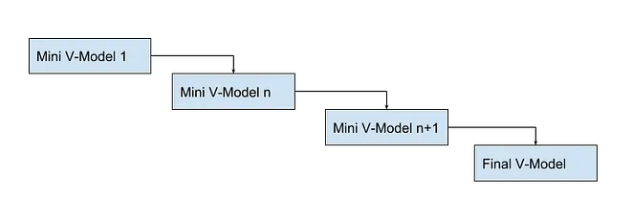 Mini V-Model 1
Mini V-Model n
Mini V-Model n+1
Final V-Model